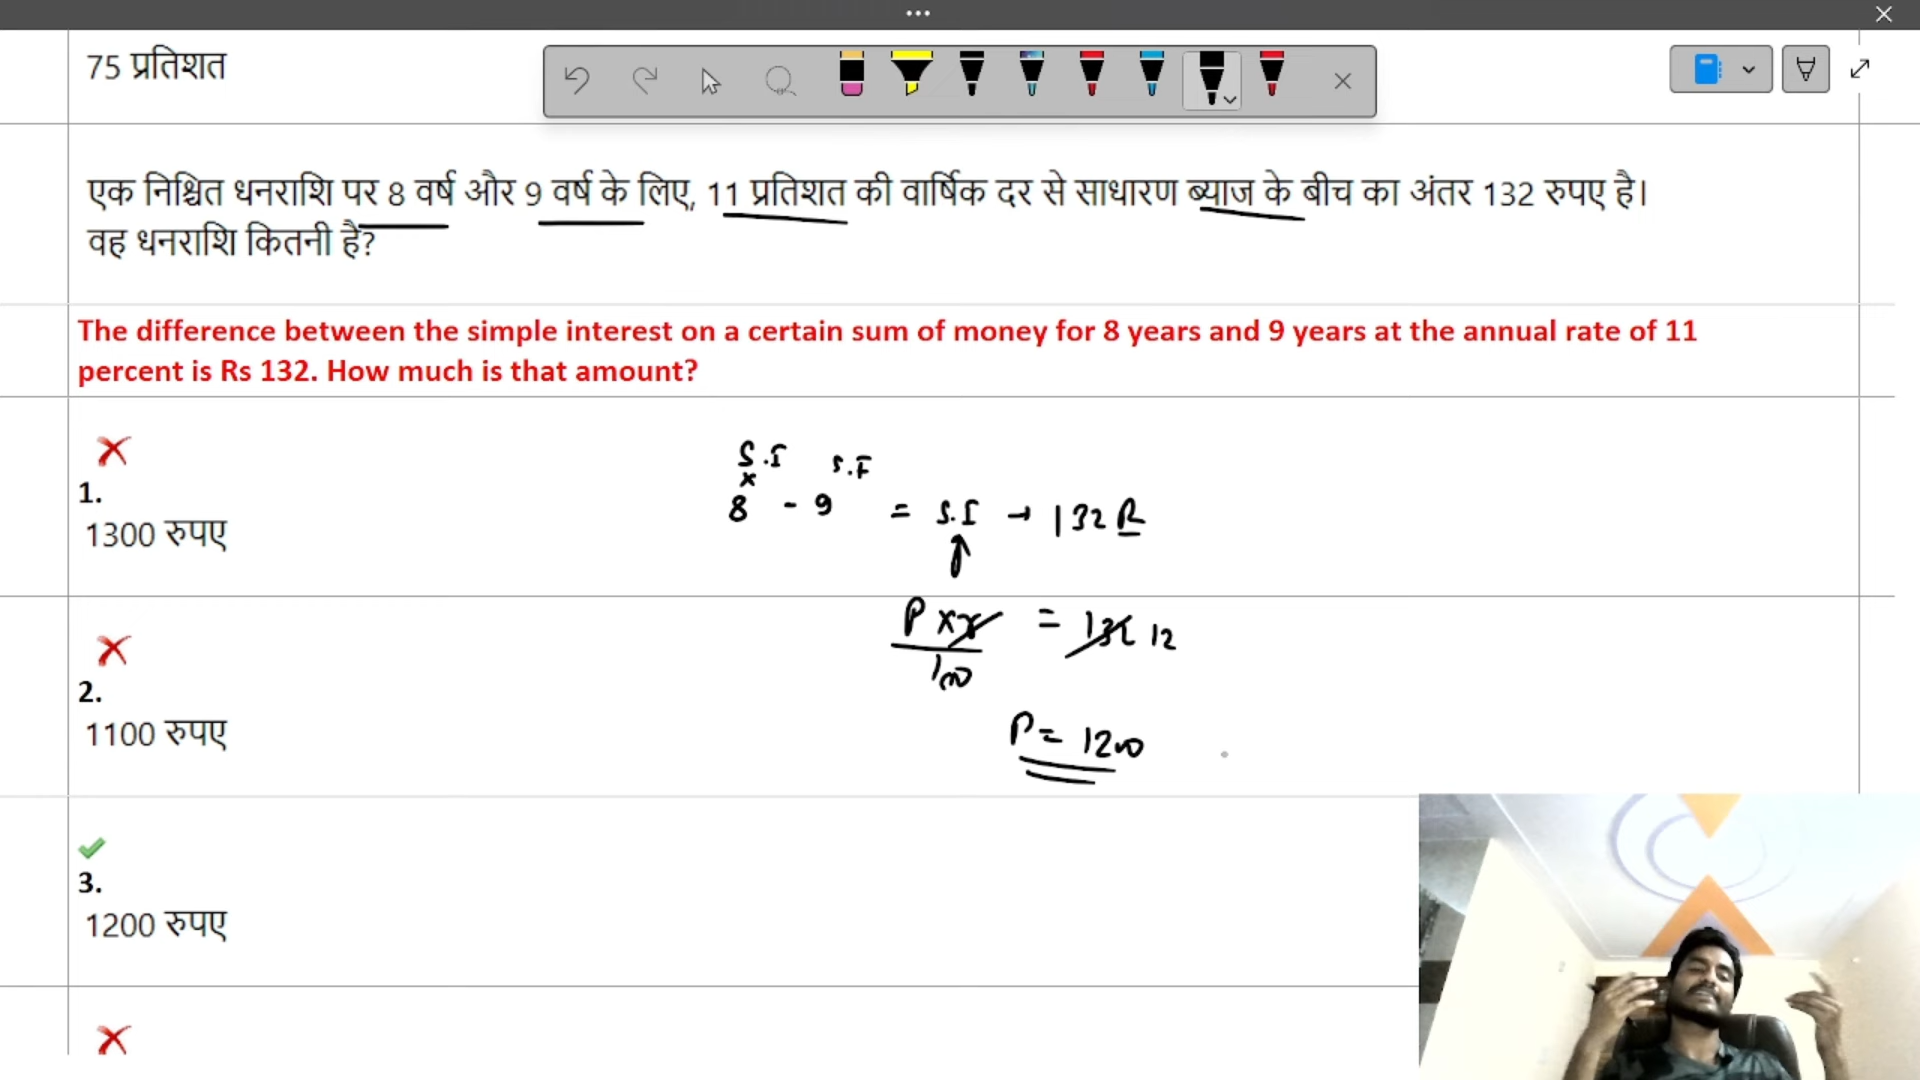 75 प्रतिशत
एक निश्चित धनराशि पर 8 वर्ष और 9 वर्ष के लिए, 11 प्रतिशत की वार्षिक दर से साधारण ब्याज के बीच का अंतर 132 रुपए है।
वह धनराशि कितनी है?
The difference between the simple interest on a certain sum of money for 8 years and 9 years at the annual rate of 11
percent is Rs 132. How much is that amount?
1.
1300 रुपए
S.I S.I
8 - 9 = S.I → 132 R
P x = 132 12
100
2.
1100 रुपए
P = 1200
3.
1200 रुपए